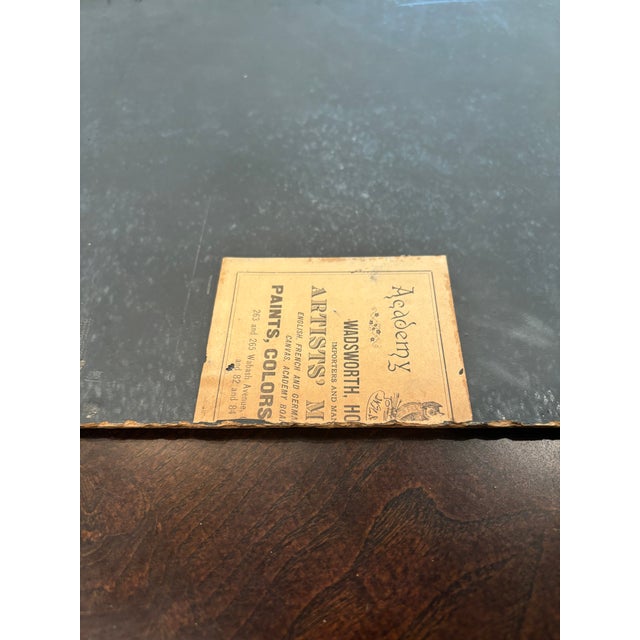 Academy
WADSWORTH, HO
IMPORTERS AND MA
ARTISTS' M
ENGLISH, FRENCH AND GERMA
CANVAS, ACADEMY BOA
PAINTS, COLORS
263 and 265 Wabash Avenue,
and 82 and 84